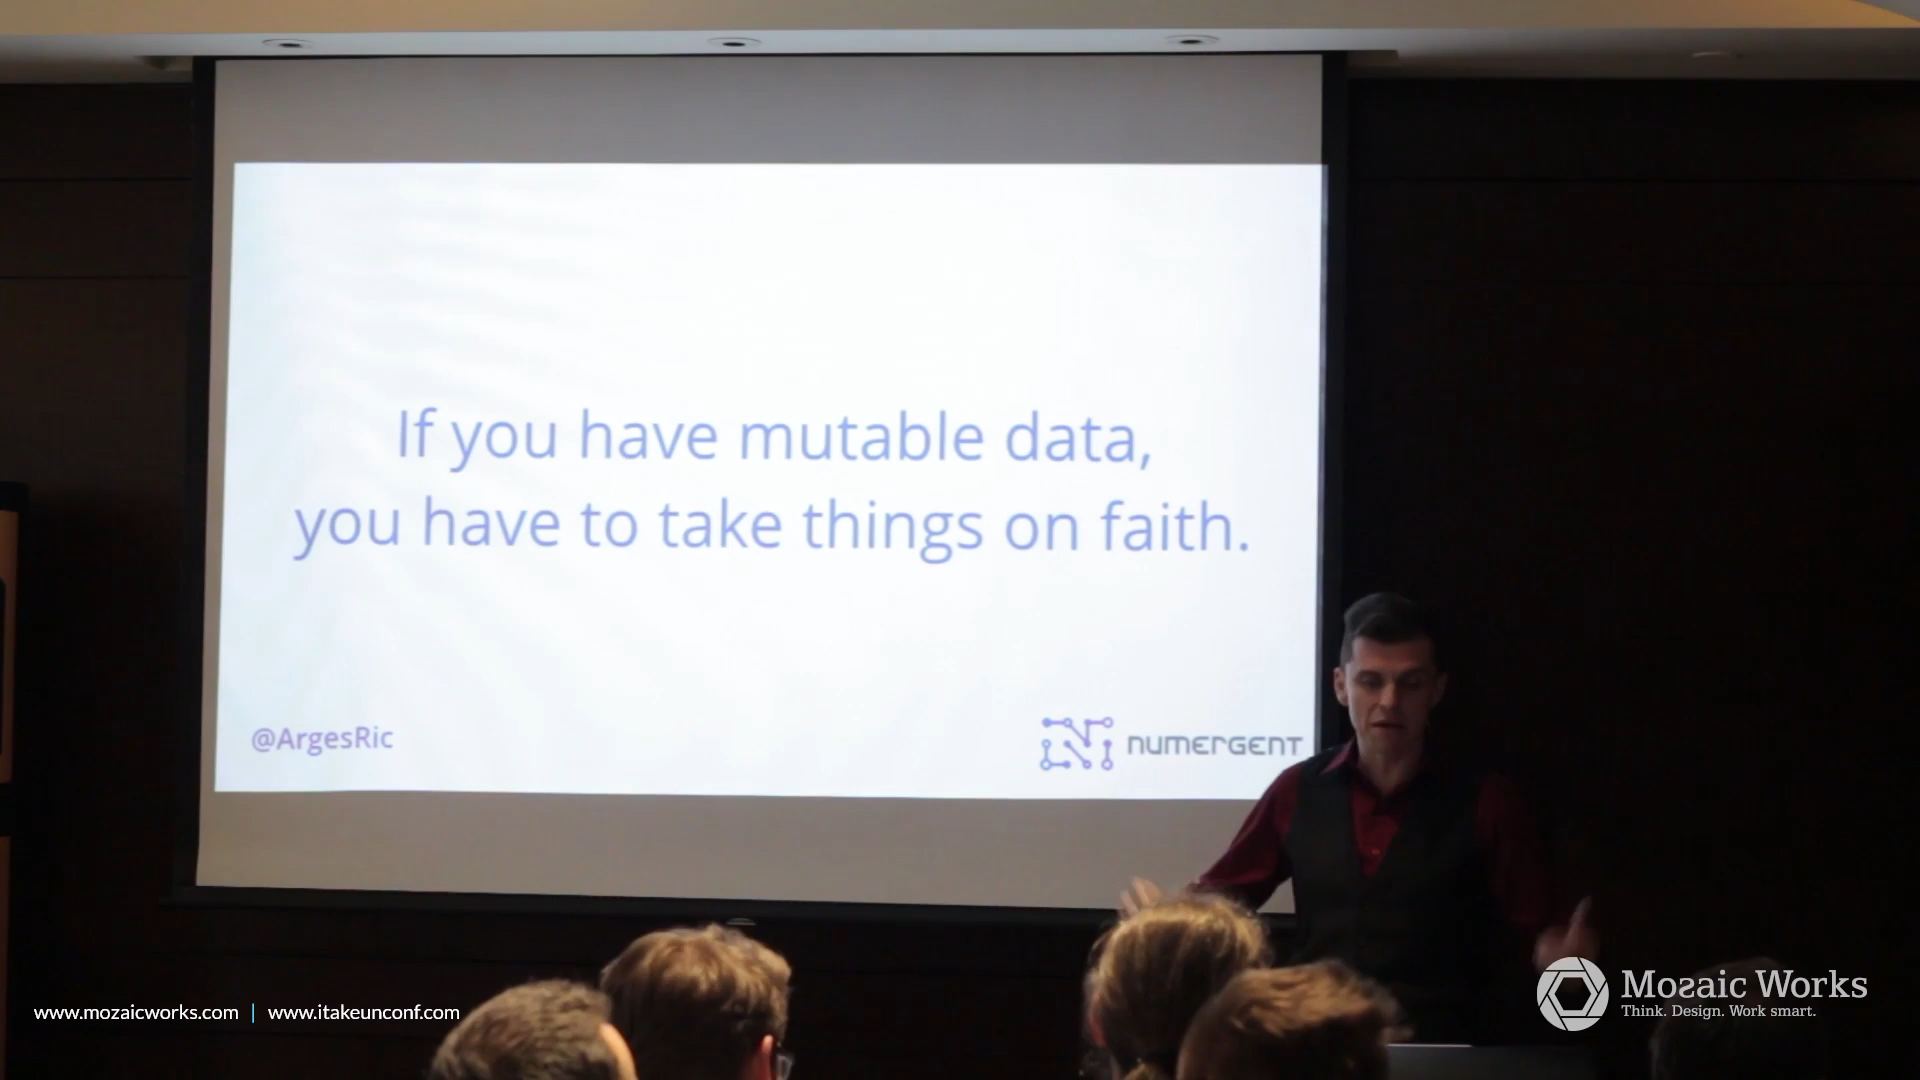 If you have mutable data,
you have to take things on faith.
@ArgesRic
NUMERGENT
www.mozaicworks.com | www.itakeunconf.com
Mozaic Works
Think. Design. Work smart.